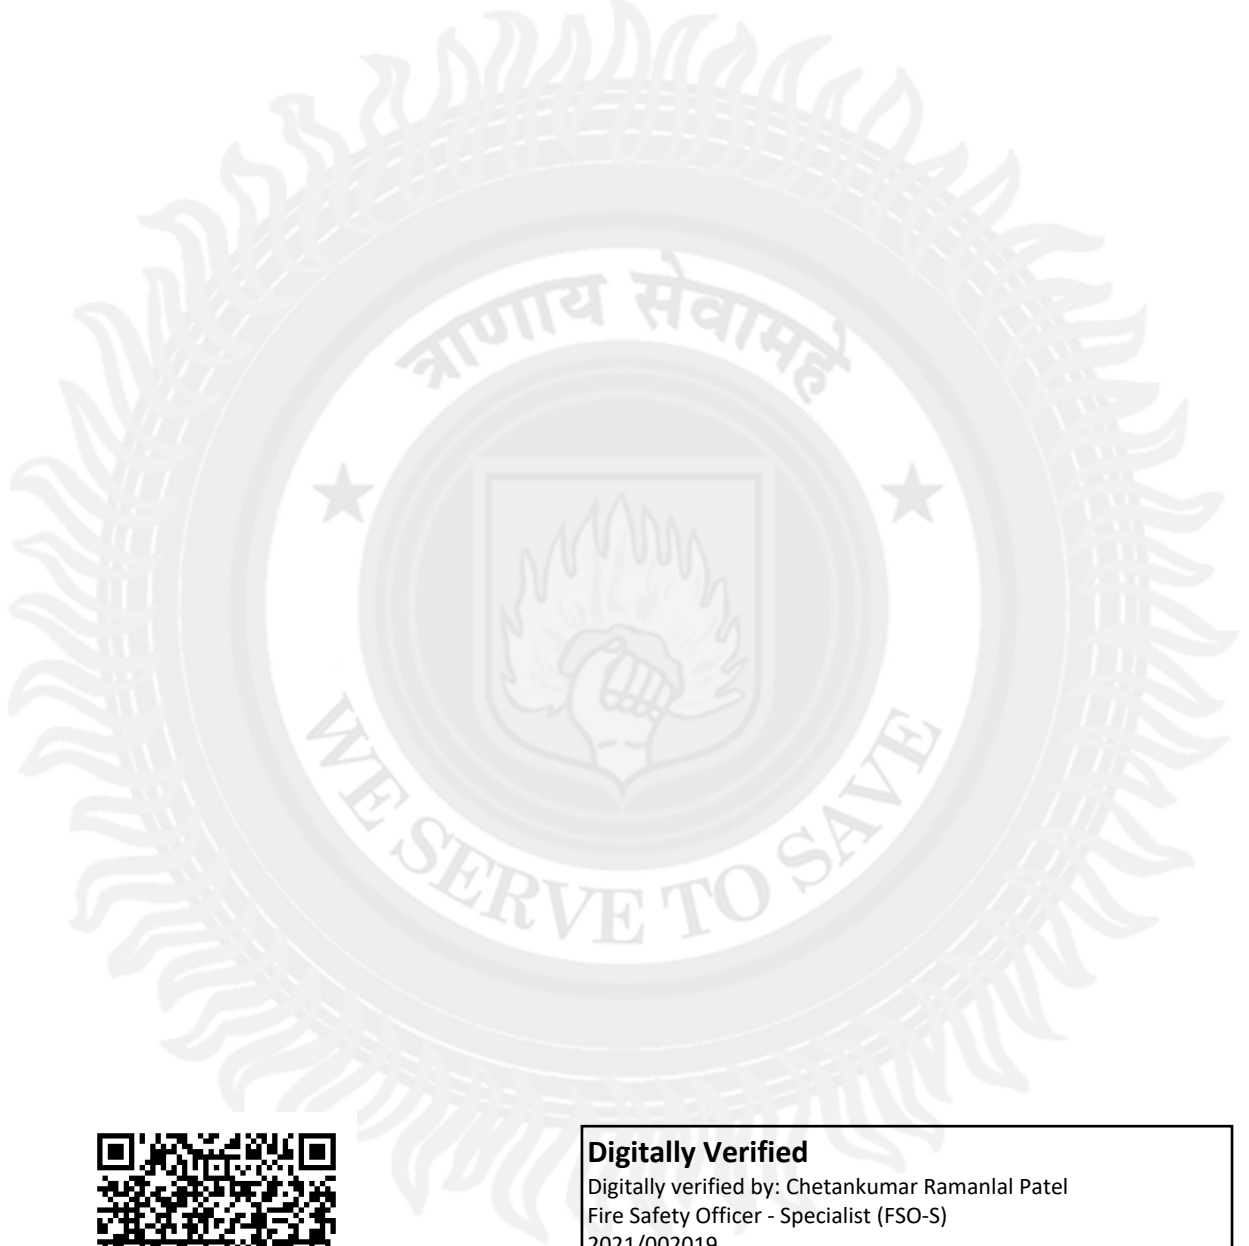 त्राणाय सेवामहे
WE SERVE TO SAVE
Digitally Verified
Digitally verified by: Chetankumar Ramanlal Patel
Fire Safety Officer - Specialist (FSO-S)
2021/002019